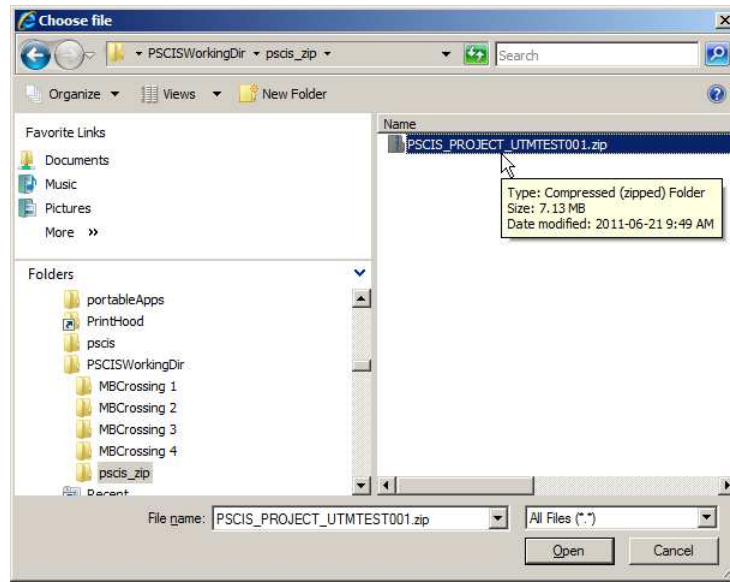 Choose file
PSCISWorkingDir pscis_zip
Search
Organize Views New Folder
Favorite Links
Documents
Music
Pictures
More »
Folders
portableApps
PrintHood
pscis
PSCISWorkingDir
MBCrossing 1
MBCrossing 2
MBCrossing 3
MBCrossing 4
pscis_zip
Recent
Name
PSCIS_PROJECT_UTMTEST001.zip
Type: Compressed (zipped) Folder
Size: 7.13 MB
Date modified: 2011-06-21 9:49 AM
File name: PSCIS_PROJECT_UTMTEST001.zip All Files (*.*)
Open Cancel